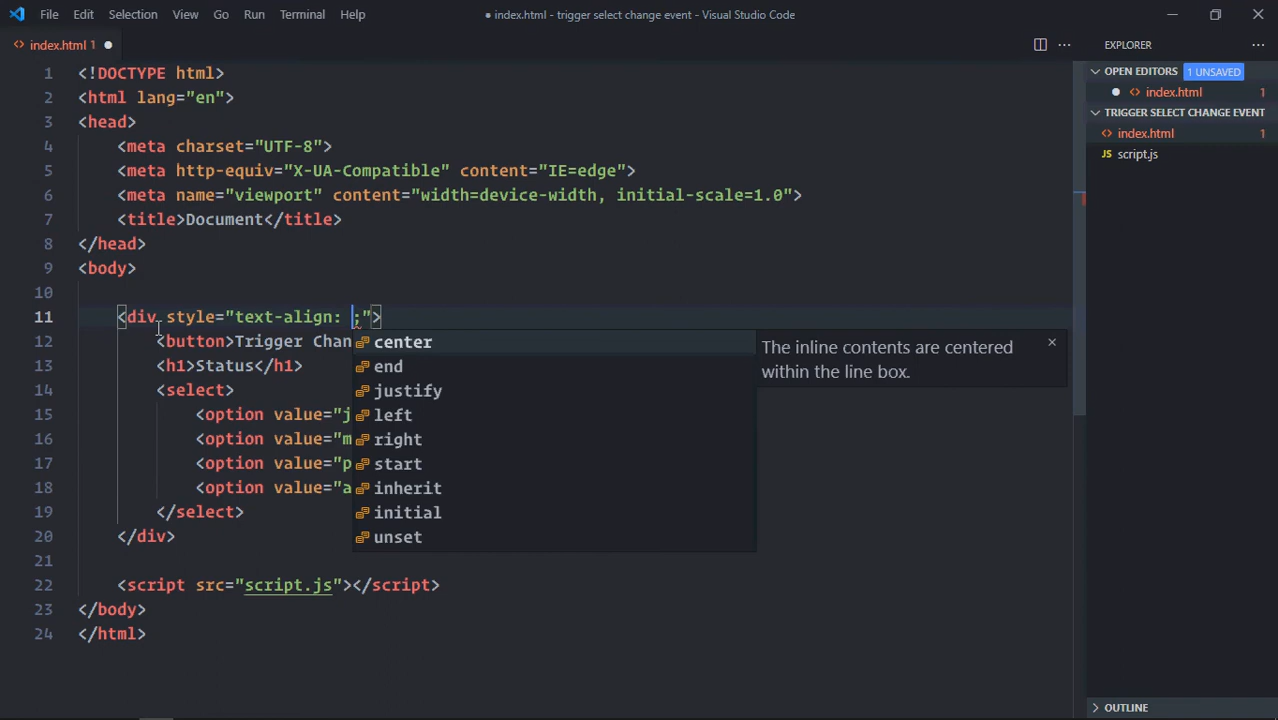 File Edit Selection View Go Run Terminal Help
● index.html - trigger select change event - Visual Studio Code
index.html 1 ●
1 <!DOCTYPE html>
2 <html lang="en">
3 <head>
4 <meta charset="UTF-8">
5 <meta http-equiv="X-UA-Compatible" content="IE=edge">
6 <meta name="viewport" content="width=device-width, initial-scale=1.0">
7 <title>Document</title>
8 </head>
9 <body>
10
11 <div style="text-align: ;">
12 <button>Trigger Chan
13 <h1>Status</h1>
14 <select>
15 <option value="j
16 <option value="m
17 <option value="p
18 <option value="a
19 </select>
20 </div>
21
22 <script src="script.js"></script>
23 </body>
24 </html>
center
end
justify
left
right
start
inherit
initial
unset
The inline contents are centered
within the line box.
EXPLORER
OPEN EDITORS 1 UNSAVED
● index.html 1
TRIGGER SELECT CHANGE EVENT
index.html 1
JS script.js
OUTLINE